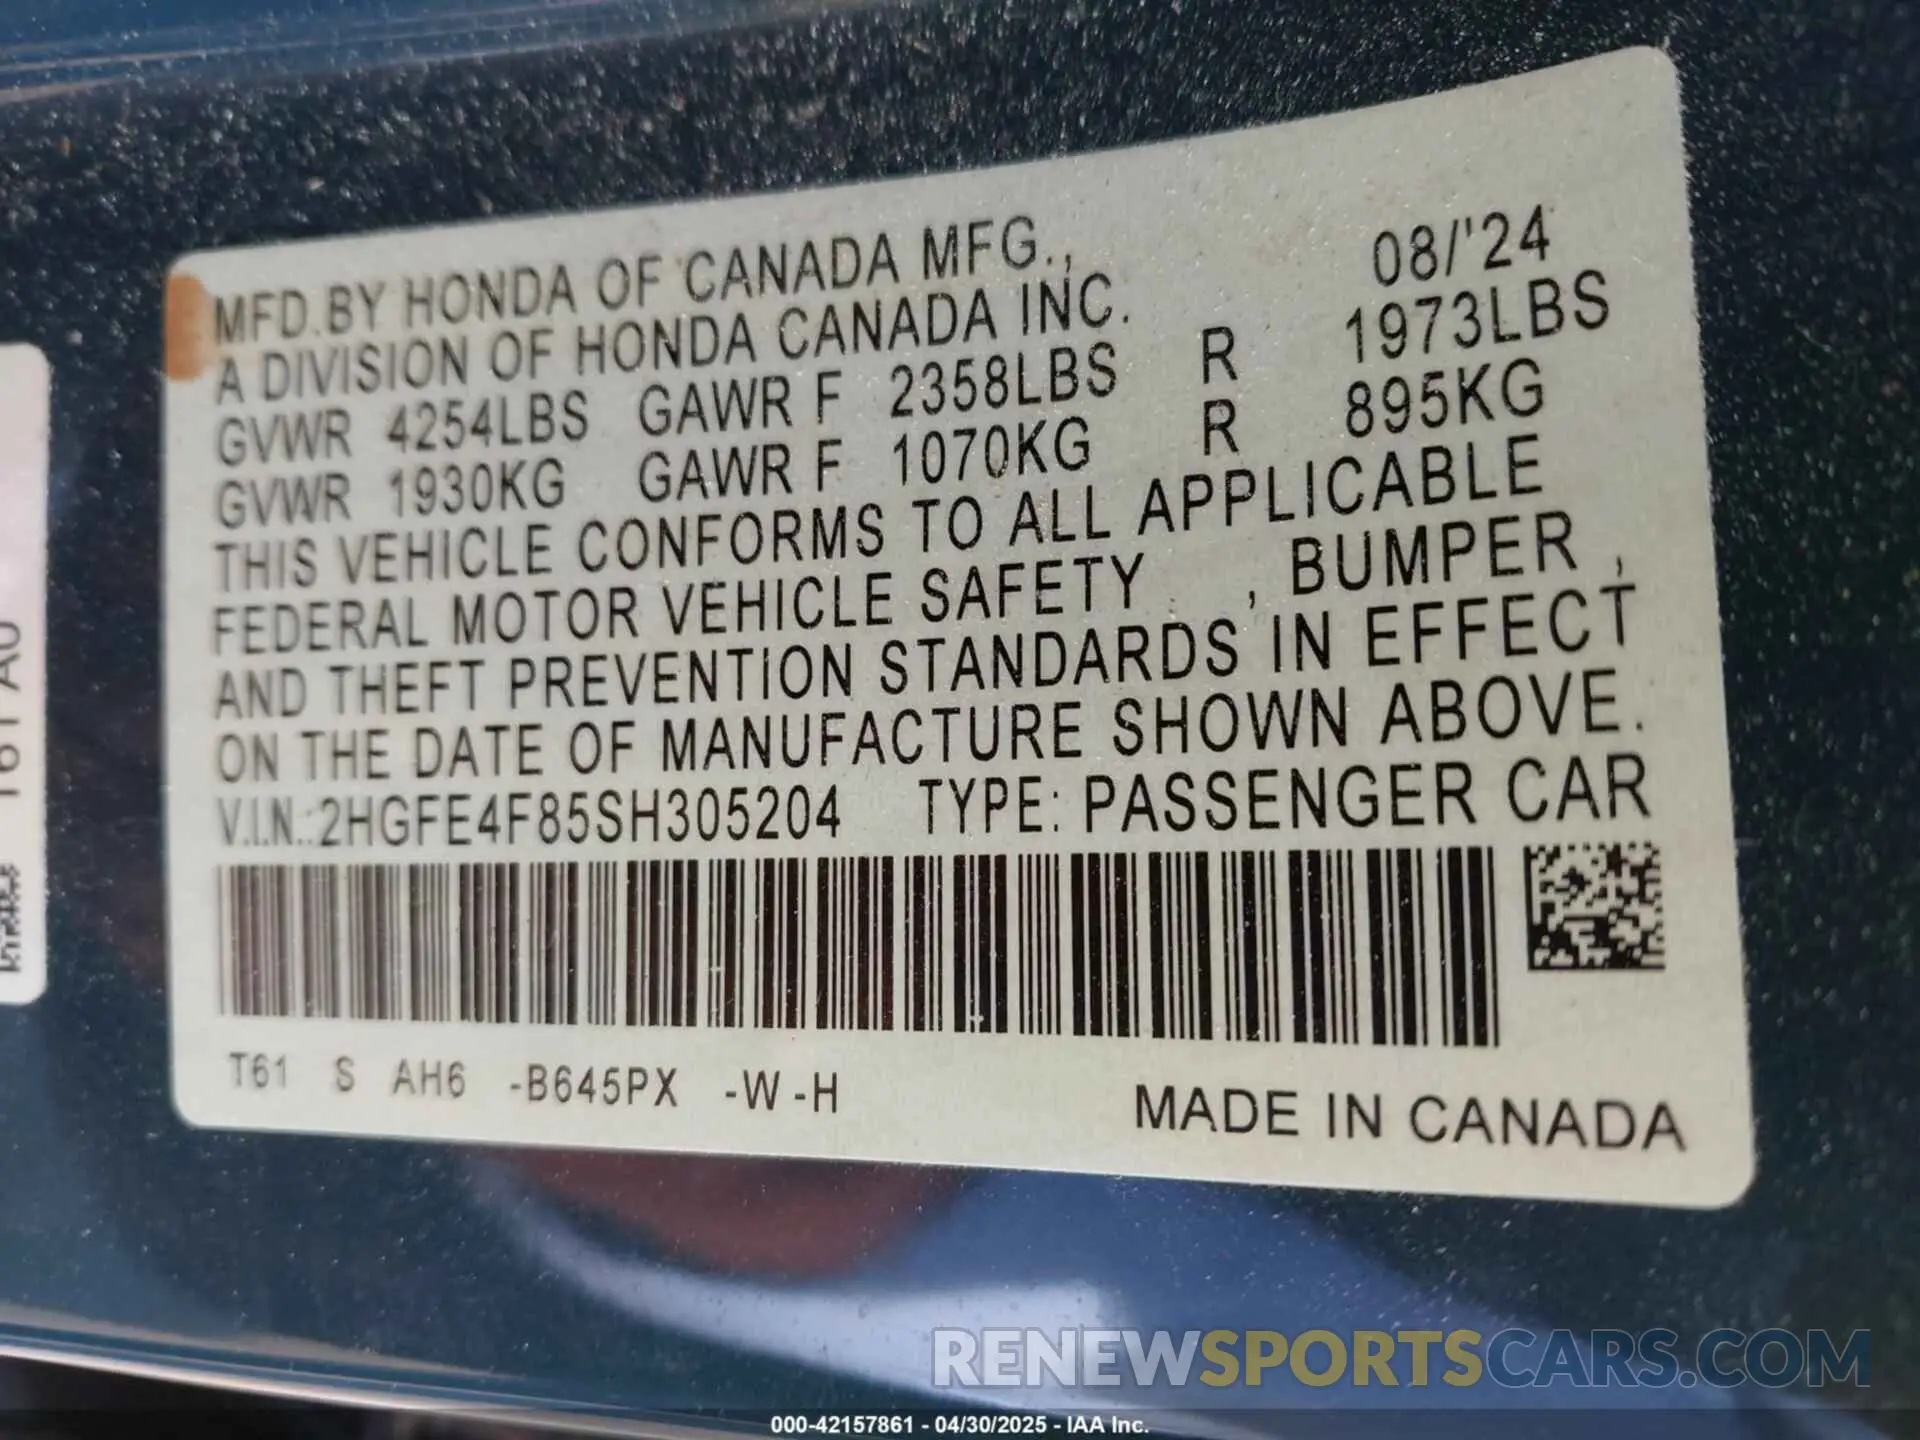 MFD.BY HONDA OF CANADA MFG., 08/'24
A DIVISION OF HONDA CANADA INC.
GVWR 4254LBS GAWR F 2358LBS R 1973LBS
GVWR 1930KG GAWR F 1070KG R 895KG
THIS VEHICLE CONFORMS TO ALL APPLICABLE
FEDERAL MOTOR VEHICLE SAFETY , BUMPER ,
AND THEFT PREVENTION STANDARDS IN EFFECT
ON THE DATE OF MANUFACTURE SHOWN ABOVE.
V.I.N.:2HGFE4F85SH305204 TYPE: PASSENGER CAR
T61 S AH6 -B645PX -W -H
MADE IN CANADA
T61 A0
RENEWSPORTSCARS.COM
000-42157861 - 04/30/2025 - IAA Inc.